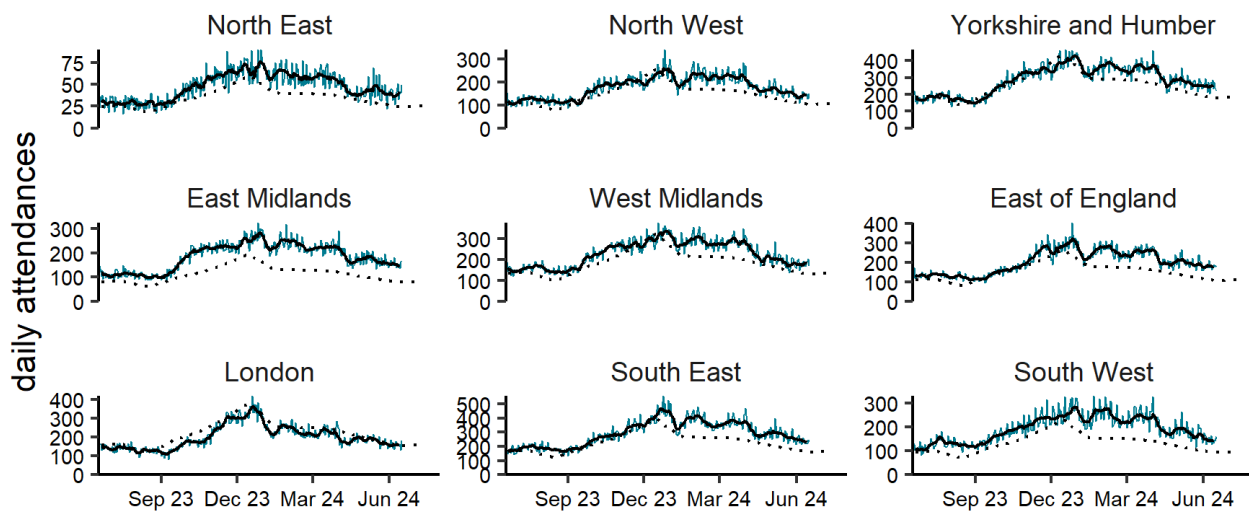 North East North West Yorkshire and Humber
75 300 400
50 200 300
25 100 200
0 0 100
0
daily attendances
East Midlands West Midlands East of England
300 300 400
200 200 300
100 100 200
0 0 100
0
London South East South West
400 500 300
300 400 200
200 300 100
100 200 0
0 100
0
Sep 23 Dec 23 Mar 24 Jun 24 Sep 23 Dec 23 Mar 24 Jun 24 Sep 23 Dec 23 Mar 24 Jun 24